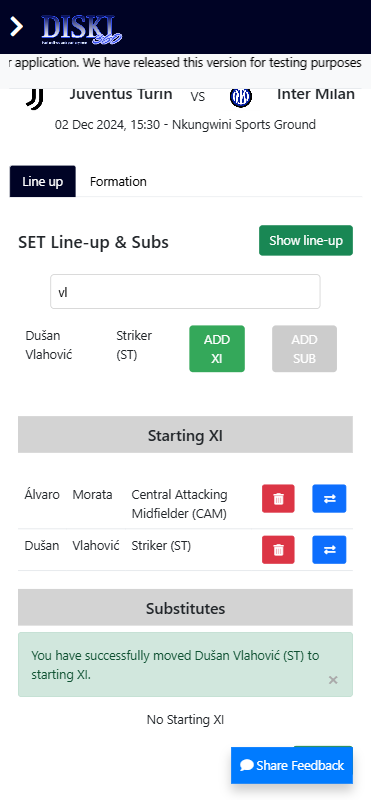 DISKI
360
r application. We have released this version for testing purposes
Juventus Turin VS Inter Milan
02 Dec 2024, 15:30 - Nkungwini Sports Ground
Line up Formation
SET Line-up & Subs Show line-up
vl
Dušan Striker ADD ADD
Vlahović (ST) XI SUB
Starting XI
Álvaro Morata Central Attacking
Midfielder (CAM)
Dušan Vlahović Striker (ST)
Substitutes
You have successfully moved Dušan Vlahović (ST) to
starting XI.
×
No Starting XI
Share Feedback